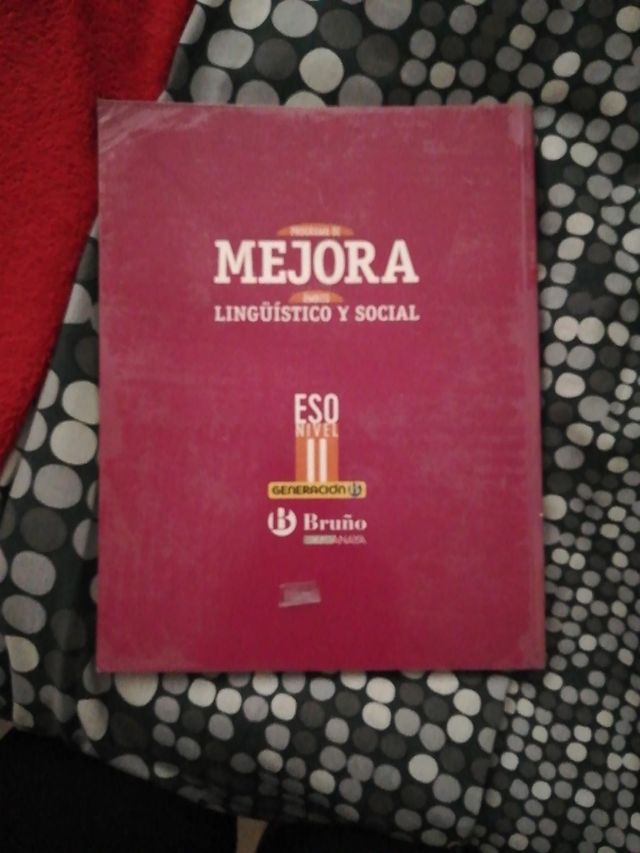 PROGRAMA DE
MEJORA
ÁMBITO
LINGÜÍSTICO Y SOCIAL
ESO
NIVEL
II
GENERACIÓN B
Bruño
ANAYA